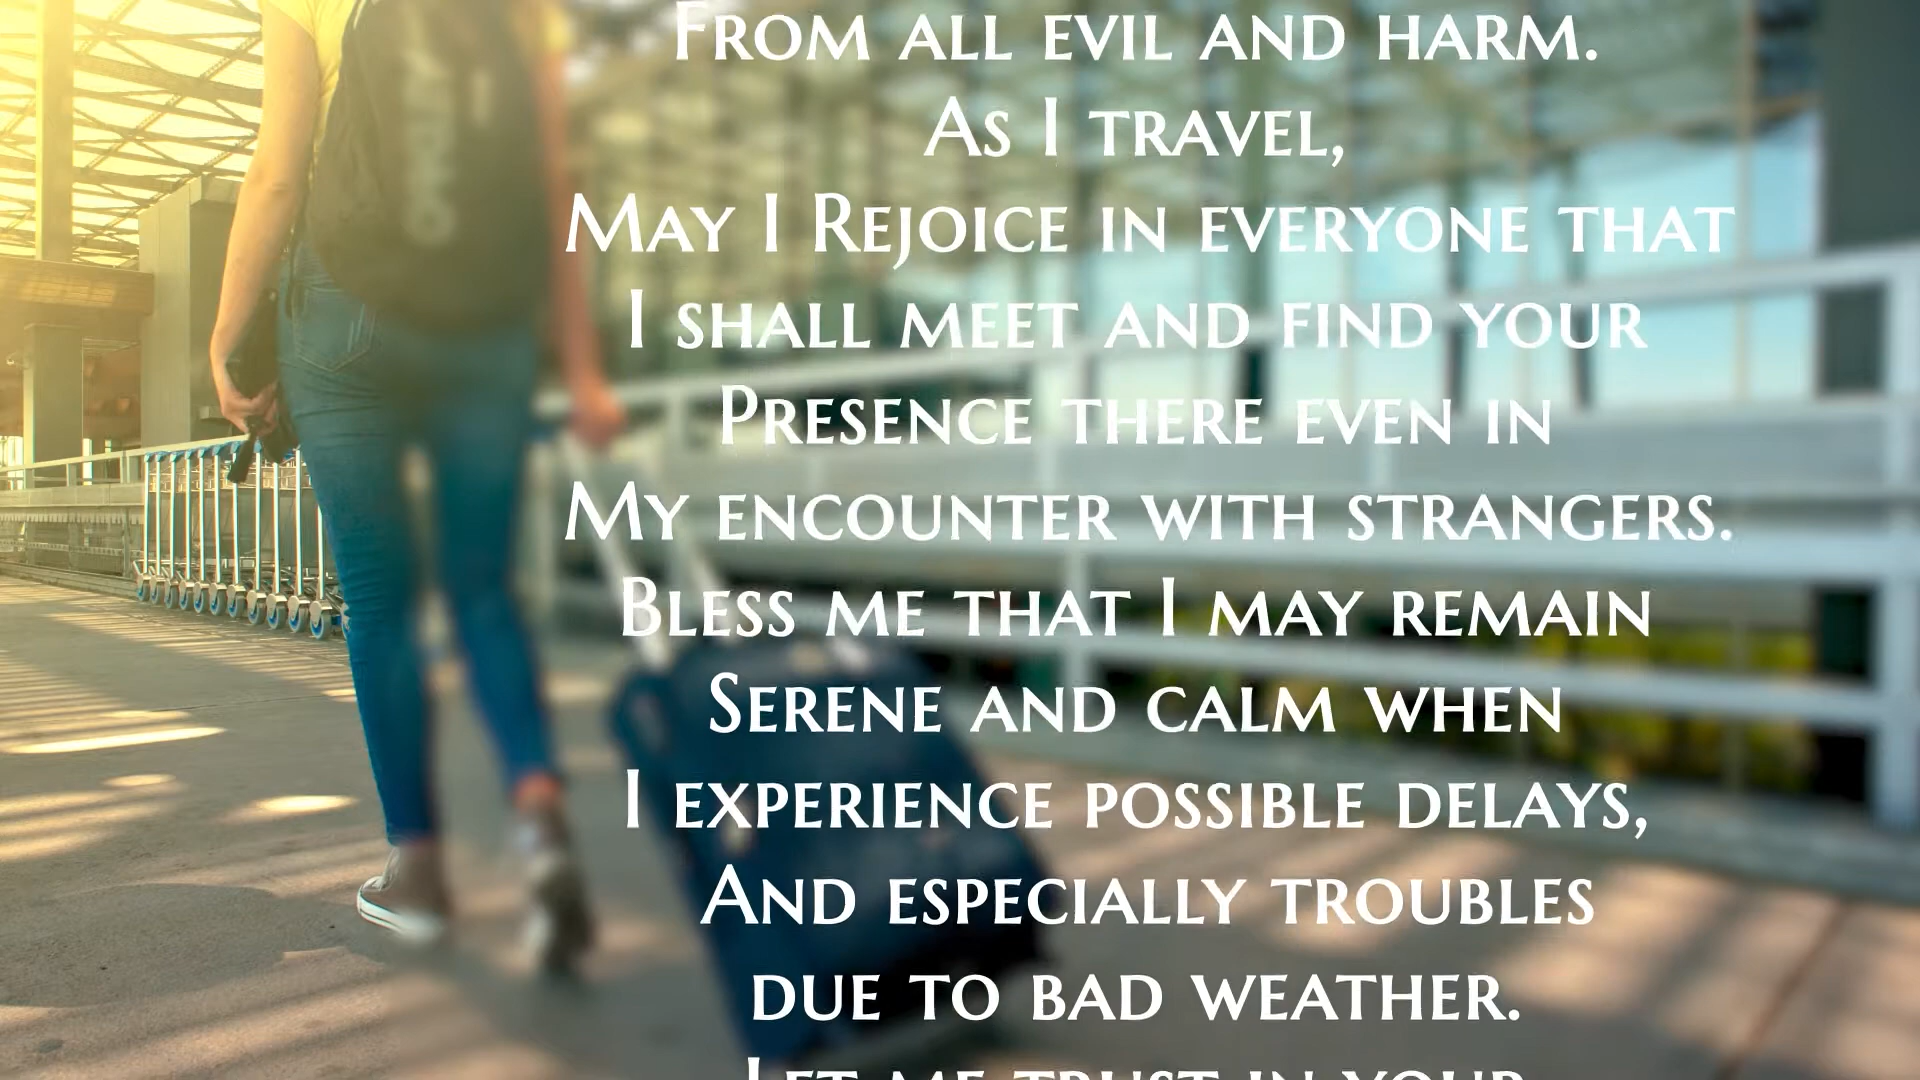 From all evil and harm.
As I travel,
May I Rejoice in everyone that
I shall meet and find your
Presence there even in
My encounter with strangers.
Bless me that I may remain
Serene and calm when
I experience possible delays,
And especially troubles
due to bad weather.
Let me trust in your